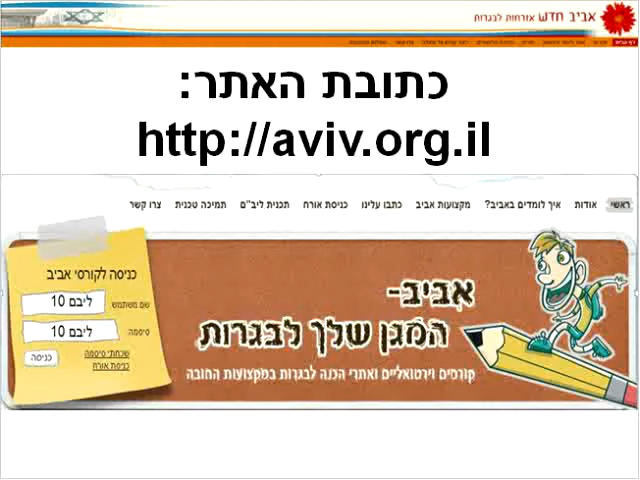 אביב חדש אזרחות לבגרות
כתובת האתר:
http://aviv.org.il
ראשי אודות איך לומדים באביב? מקצועות אביב כתבו עלינו כניסת אורח תכנית ליב"ם תמיכה טכנית צרו קשר
כניסה לקורסי אביב
שם משתמש ליבם 10
סיסמה ליבם 10
כניסה שכחתי סיסמה
כניסת אורח
אביב-
המגן שלך לבגרות
קורסים וירטואליים ואתרי הכנה לבגרות במקצועות החובה